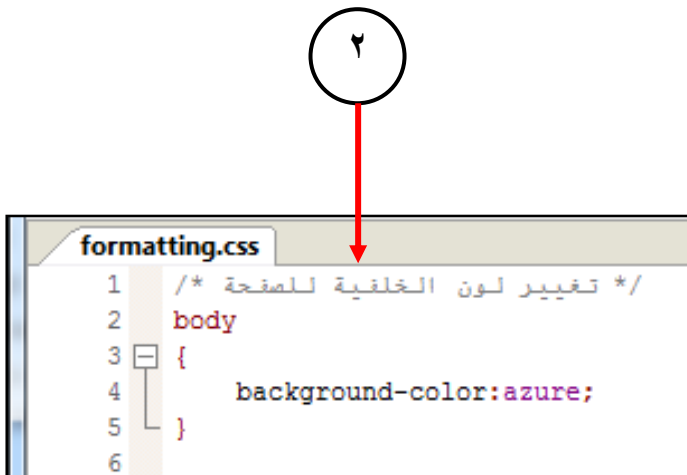 ٢
formatting.css
1 /* تغيير لون الخلفية للصفحة */
2 body
3 {
4 background-color:azure;
5 }
6